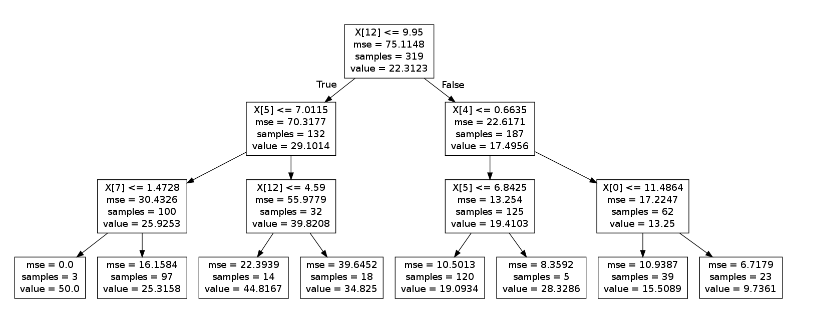 X[12] <= 9.95
mse = 75.1148
samples = 319
value = 22.3123
True
False
X[5] <= 7.0115
mse = 70.3177
samples = 132
value = 29.1014
X[4] <= 0.6635
mse = 22.6171
samples = 187
value = 17.4956
X[7] <= 1.4728
mse = 30.4326
samples = 100
value = 25.9253
X[12] <= 4.59
mse = 55.9779
samples = 32
value = 39.8208
X[5] <= 6.8425
mse = 13.254
samples = 125
value = 19.4103
X[0] <= 11.4864
mse = 17.2247
samples = 62
value = 13.25
mse = 0.0
samples = 3
value = 50.0
mse = 16.1584
samples = 97
value = 25.3158
mse = 22.3939
samples = 14
value = 44.8167
mse = 39.6452
samples = 18
value = 34.825
mse = 10.5013
samples = 120
value = 19.0934
mse = 8.3592
samples = 5
value = 28.3286
mse = 10.9387
samples = 39
value = 15.5089
mse = 6.7179
samples = 23
value = 9.7361